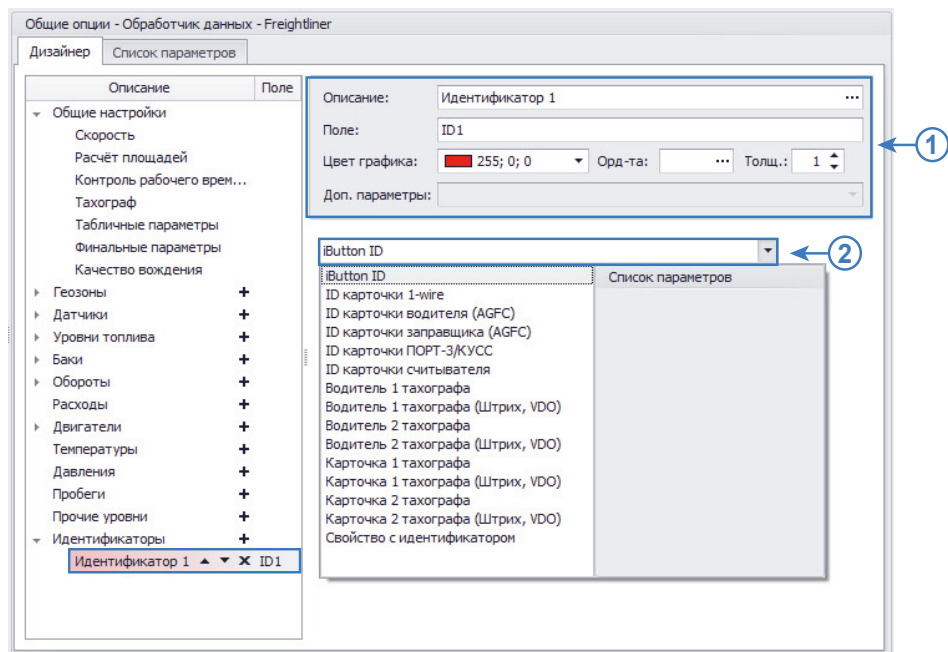 Общие опции - Обработчик данных - Freightliner
Дизайнер Список параметров
Описание Поле
Общие настройки
Скорость
Расчёт площадей
Контроль рабочего врем...
Тахограф
Табличные параметры
Финальные параметры
Качество вождения
Геозоны +
Датчики +
Уровни топлива +
Баки +
Обороты +
Расходы +
Двигатели +
Температуры +
Давления +
Пробеги +
Прочие уровни +
Идентификаторы +
Идентификатор 1 ID1
Описание: Идентификатор 1 ...
Поле: ID1
Цвет графика: 255; 0; 0 Орд-та: ... Толщ.: 1
Доп. параметры:
1
iButton ID
2
iButton ID
ID карточки 1-wire
ID карточки водителя (AGFC)
ID карточки заправщика (AGFC)
ID карточки ПОРТ-3/КУСС
ID карточки считывателя
Водитель 1 тахографа
Водитель 1 тахографа (Штрих, VDO)
Водитель 2 тахографа
Водитель 2 тахографа (Штрих, VDO)
Карточка 1 тахографа
Карточка 1 тахографа (Штрих, VDO)
Карточка 2 тахографа
Карточка 2 тахографа (Штрих, VDO)
Свойство с идентификатором
Список параметров